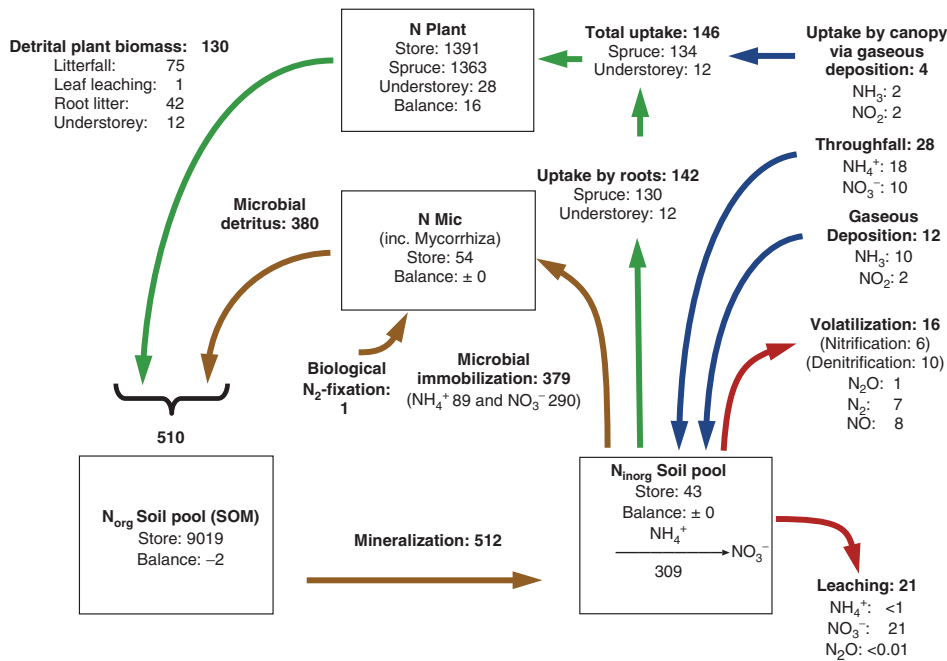 Detrital plant biomass: 130
Litterfall: 75
Leaf leaching: 1
Root litter: 42
Understorey: 12
N Plant
Store: 1391
Spruce: 1363
Understorey: 28
Balance: 16
Total uptake: 146
Spruce: 134
Understorey: 12
Uptake by canopy
via gaseous
deposition: 4
NH₃: 2
NO₂: 2
Throughfall: 28
NH₄⁺: 18
NO₃⁻: 10
Uptake by roots: 142
Spruce: 130
Understorey: 12
Microbial
detritus: 380
N Mic
(inc. Mycorrhiza)
Store: 54
Balance: ± 0
Gaseous
Deposition: 12
NH₃: 10
NO₂: 2
Volatilization: 16
(Nitrification: 6)
(Denitrification: 10)
N₂O: 1
N₂: 7
NO: 8
Biological
N₂-fixation:
1
Microbial
immobilization: 379
(NH₄⁺ 89 and NO₃⁻ 290)
510
N_org Soil pool (SOM)
Store: 9019
Balance: –2
Mineralization: 512
N_inorg Soil pool
Store: 43
Balance: ± 0
NH₄⁺
NO₃⁻
309
Leaching: 21
NH₄⁺: <1
NO₃⁻: 21
N₂O: <0.01